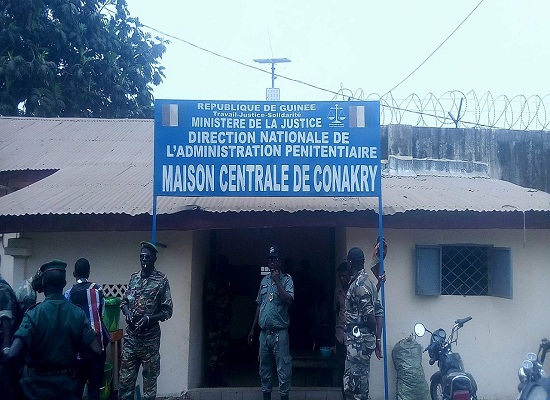 REPUBLIQUE DE GUINEE
Travail-Justice-Solidarité
MINISTERE DE LA JUSTICE
DIRECTION NATIONALE DE
L'ADMINISTRATION PENITENTIAIRE
MAISON CENTRALE DE CONAKRY